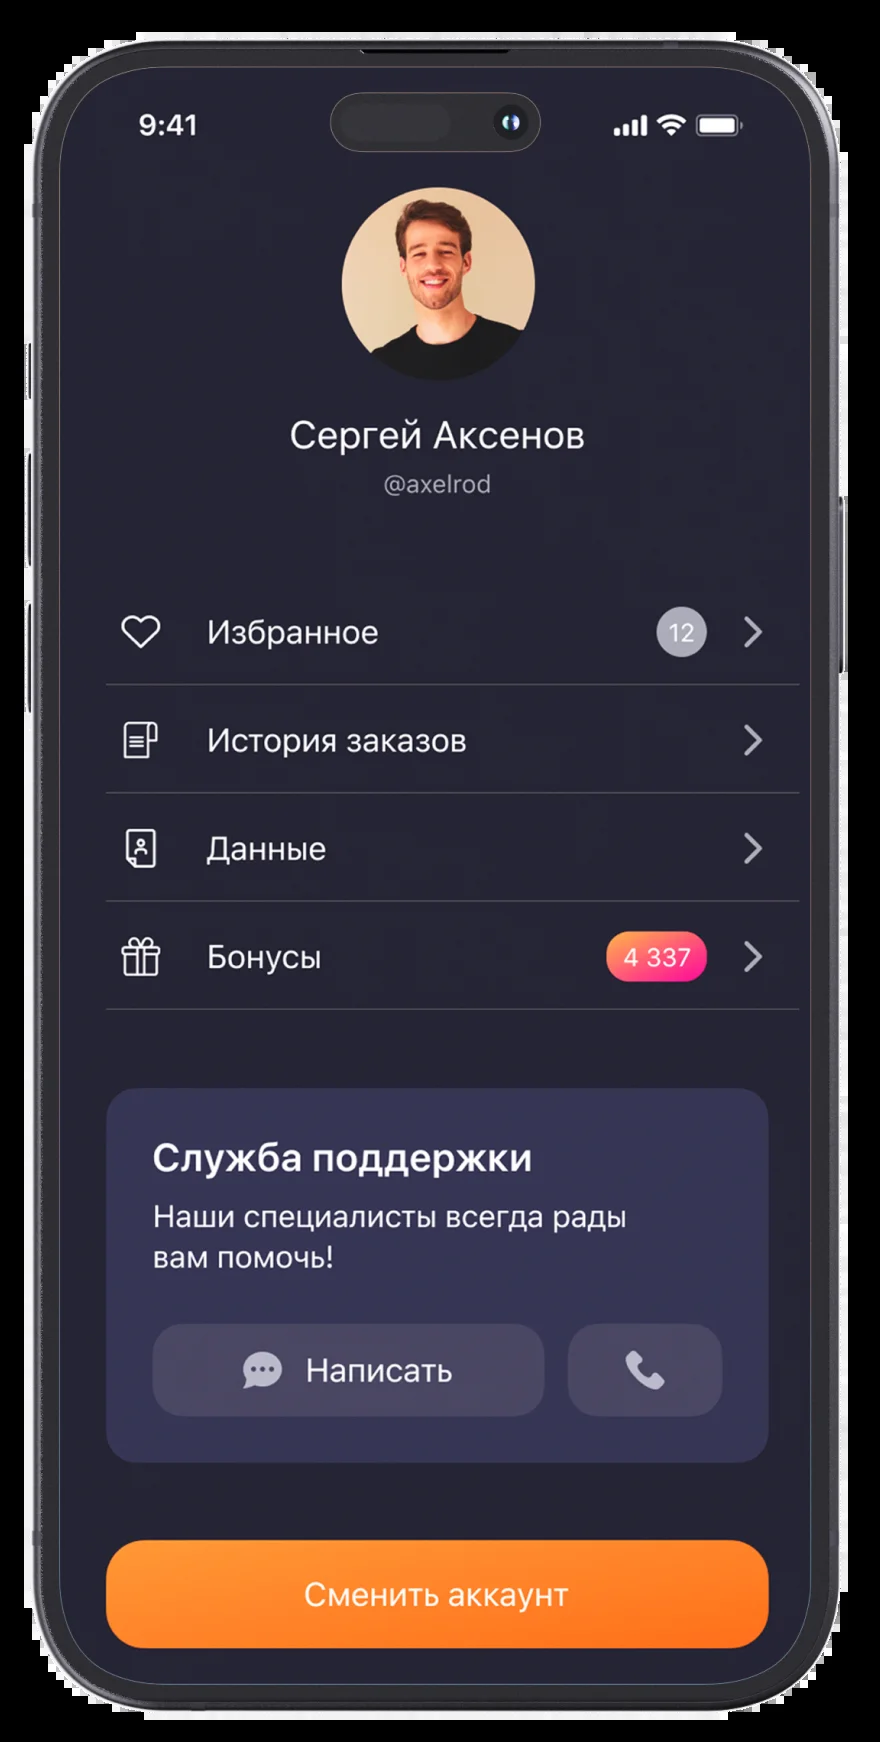 9:41
Сергей Аксенов
@axelrod
Избранное 12
История заказов
Данные
Бонусы 4 337
Служба поддержки
Наши специалисты всегда рады
вам помочь!
Написать
Сменить аккаунт